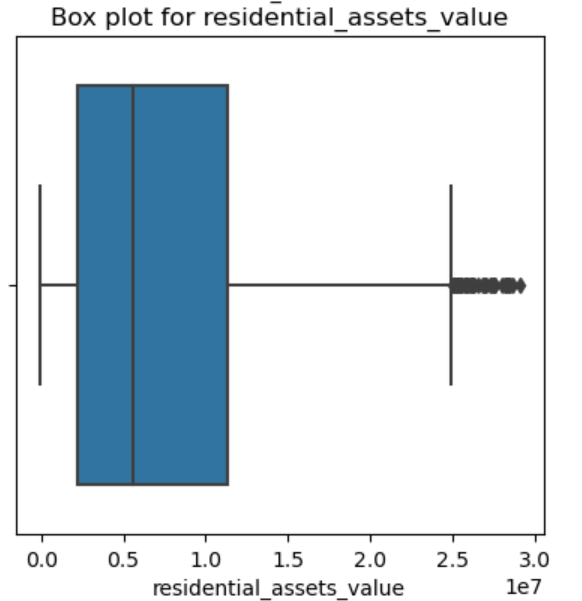 Box plot for residential_assets_value
0.0 0.5 1.0 1.5 2.0 2.5 3.0
residential_assets_value 1e7